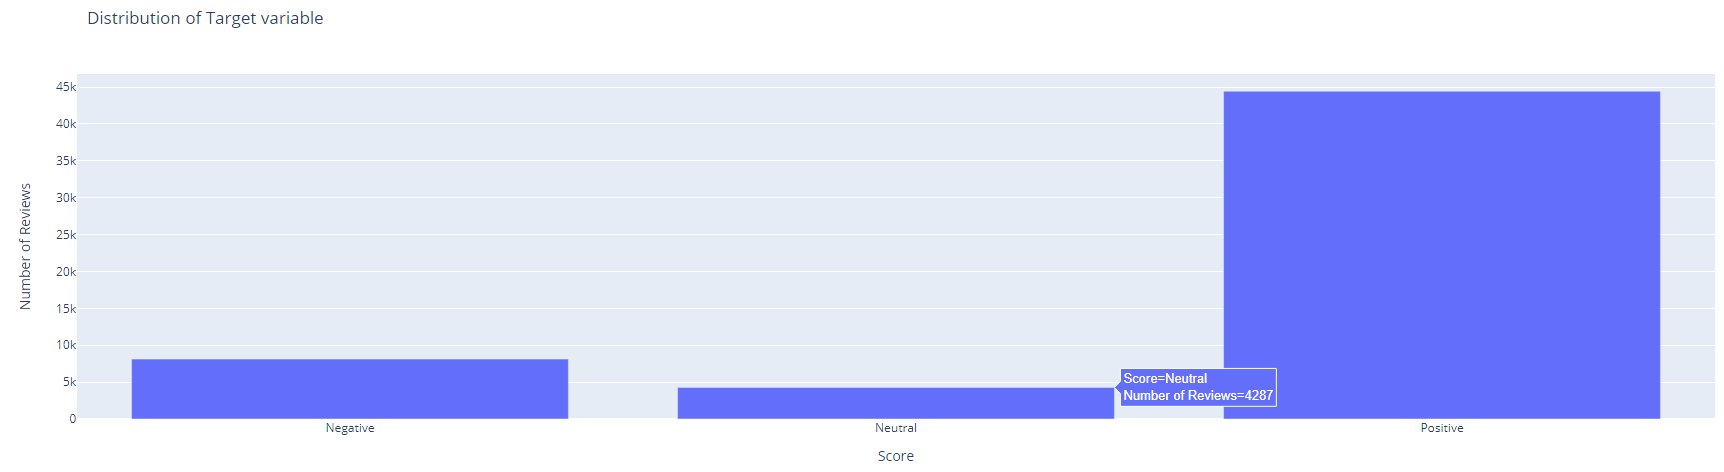 Distribution of Target variable
45k
40k
35k
30k
25k
20k
15k
10k
5k
0
Number of Reviews
Score=Neutral
Number of Reviews=4287
Negative
Neutral
Positive
Score